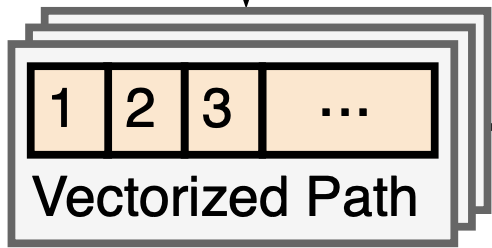 1 2 3 ...
Vectorized Path